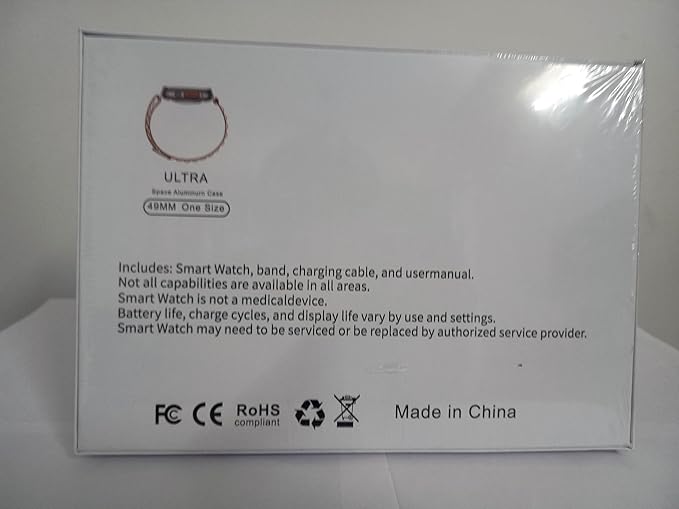 ULTRA
Spave Aluminum Case
49MM One Size
Includes: Smart Watch, band, charging cable, and usermanual.
Not all capabilities are available in all areas.
Smart Watch is not a medicaldevice.
Battery life, charge cycles, and display life vary by use and settings.
Smart Watch may need to be serviced or be replaced by authorized service provider.
FC CE RoHS compliant Made in China